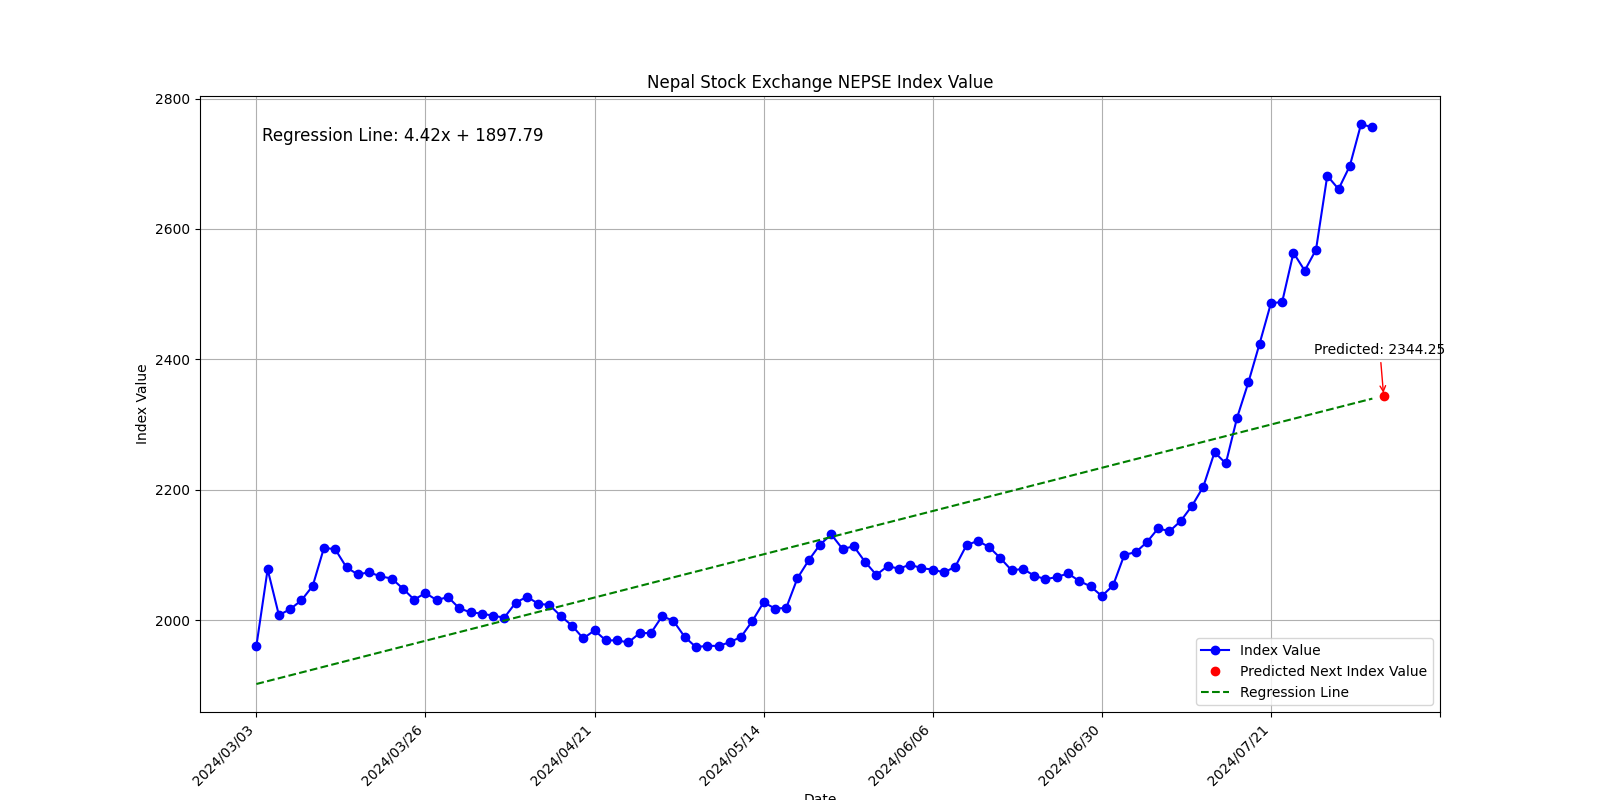 Nepal Stock Exchange NEPSE Index Value
2800
2600
2400
2200
2000
Index Value
Regression Line: 4.42x + 1897.79
Predicted: 2344.25
Index Value
Predicted Next Index Value
Regression Line
2024/03/03
2024/03/26
2024/04/21
2024/05/14
2024/06/06
2024/06/30
2024/07/21
Date